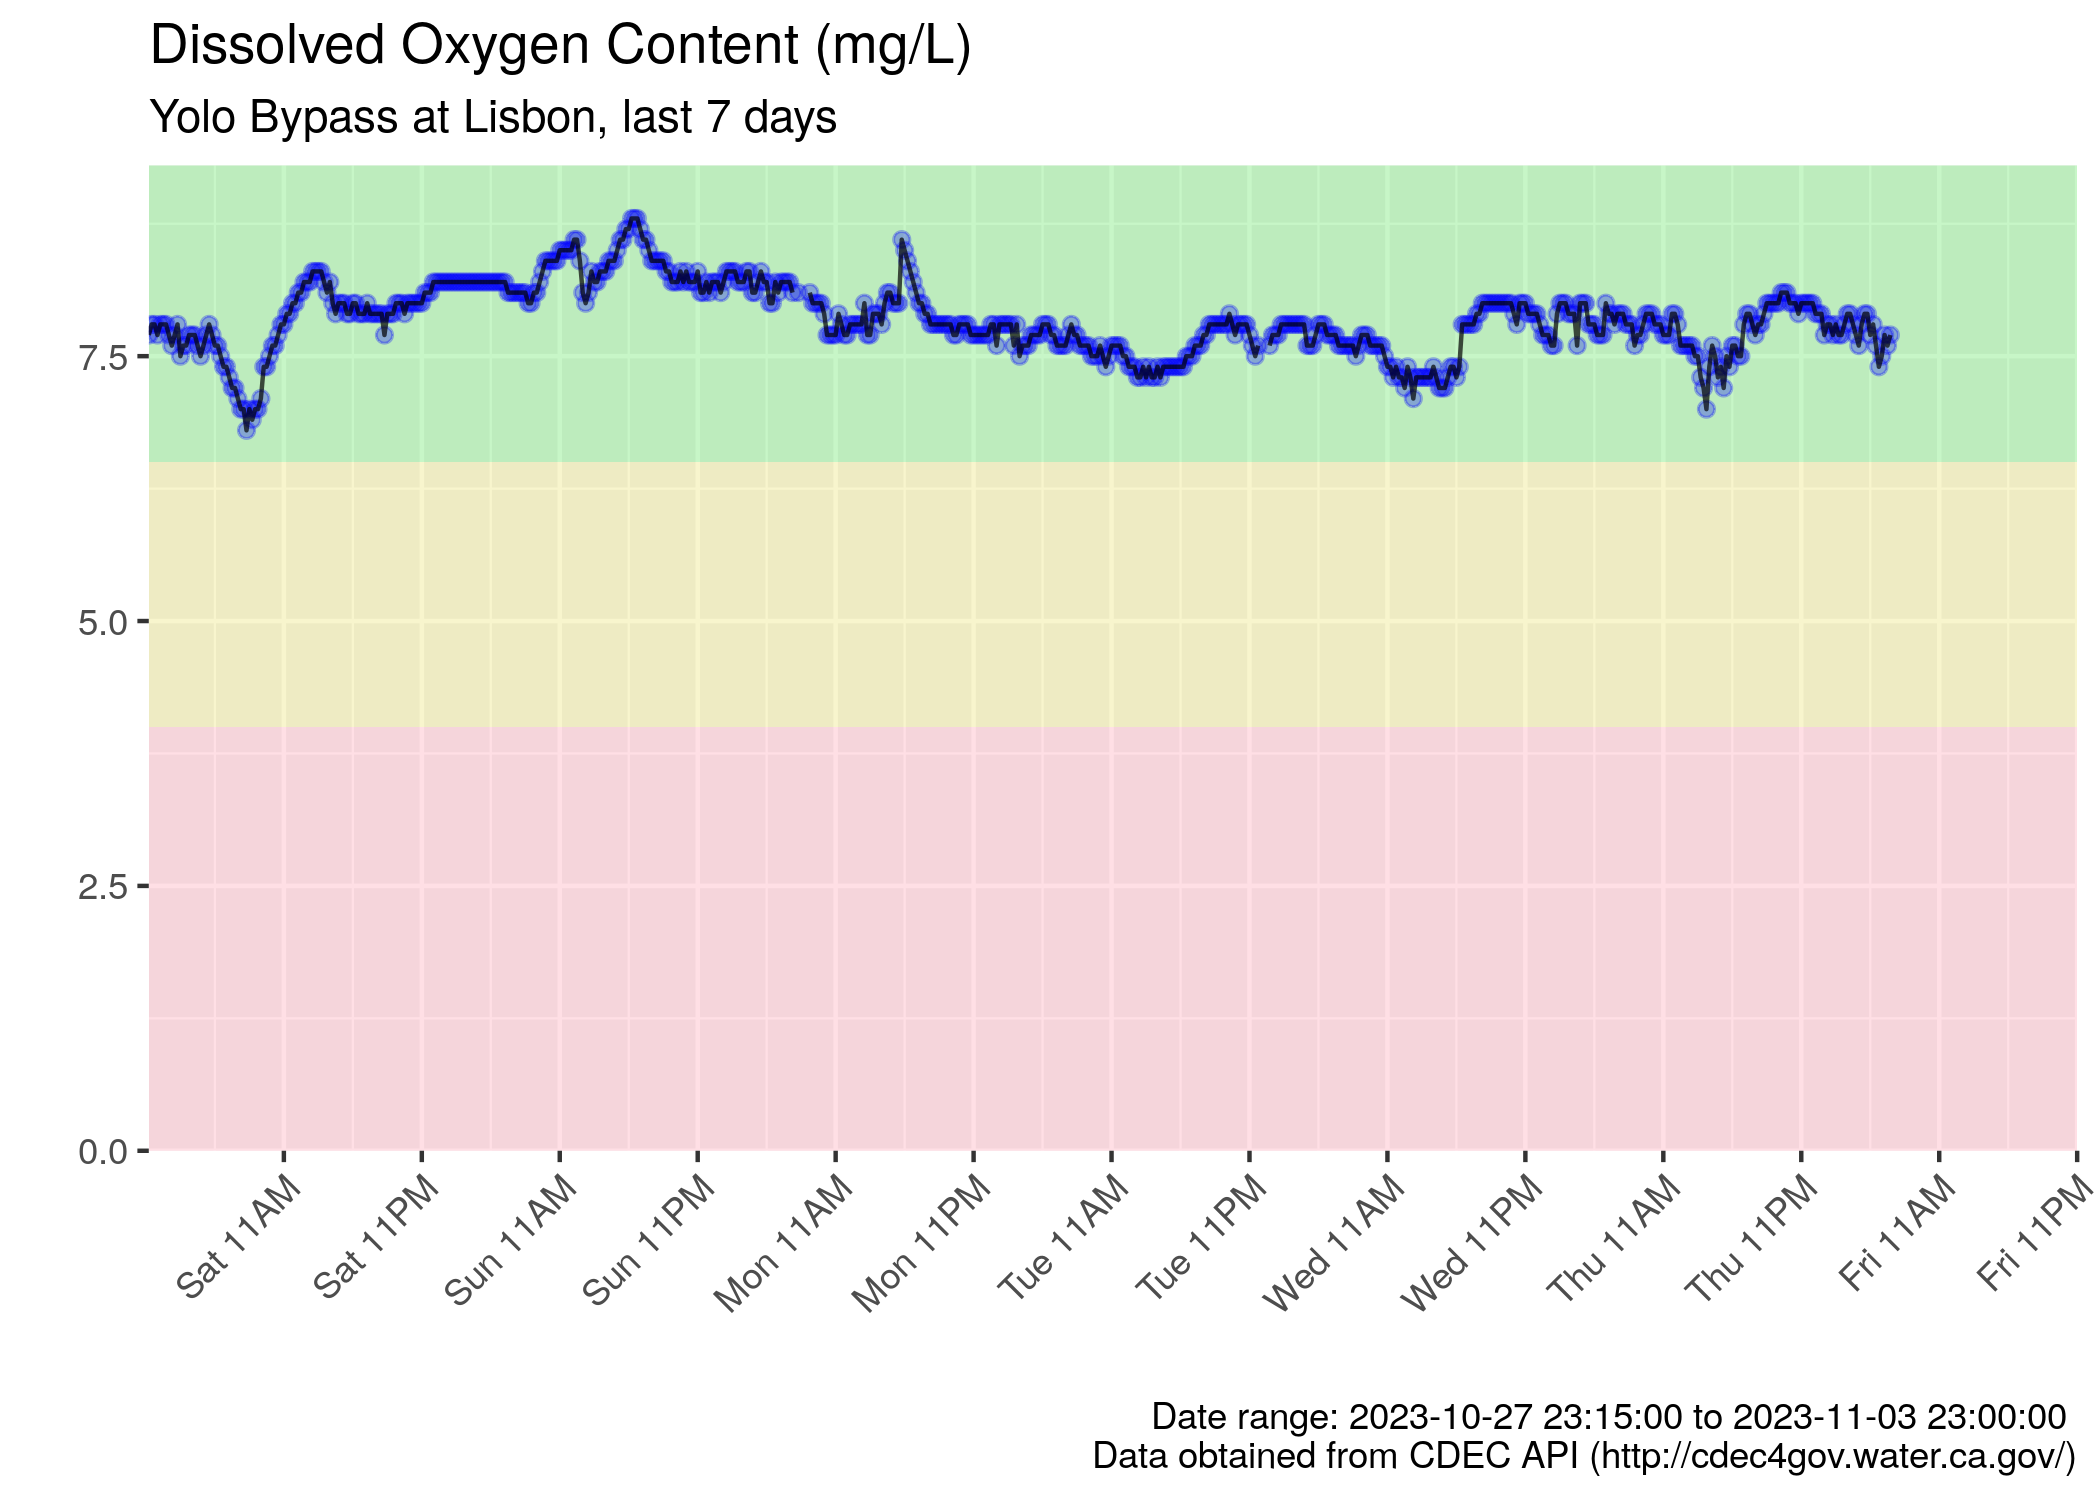 Dissolved Oxygen Content (mg/L)
Yolo Bypass at Lisbon, last 7 days
7.5
5.0
2.5
0.0
Sat 11AM
Sat 11PM
Sun 11AM
Sun 11PM
Mon 11AM
Mon 11PM
Tue 11AM
Tue 11PM
Wed 11AM
Wed 11PM
Thu 11AM
Thu 11PM
Fri 11AM
Fri 11PM
Date range: 2023-10-27 23:15:00 to 2023-11-03 23:00:00
Data obtained from CDEC API (http://cdec4gov.water.ca.gov/)